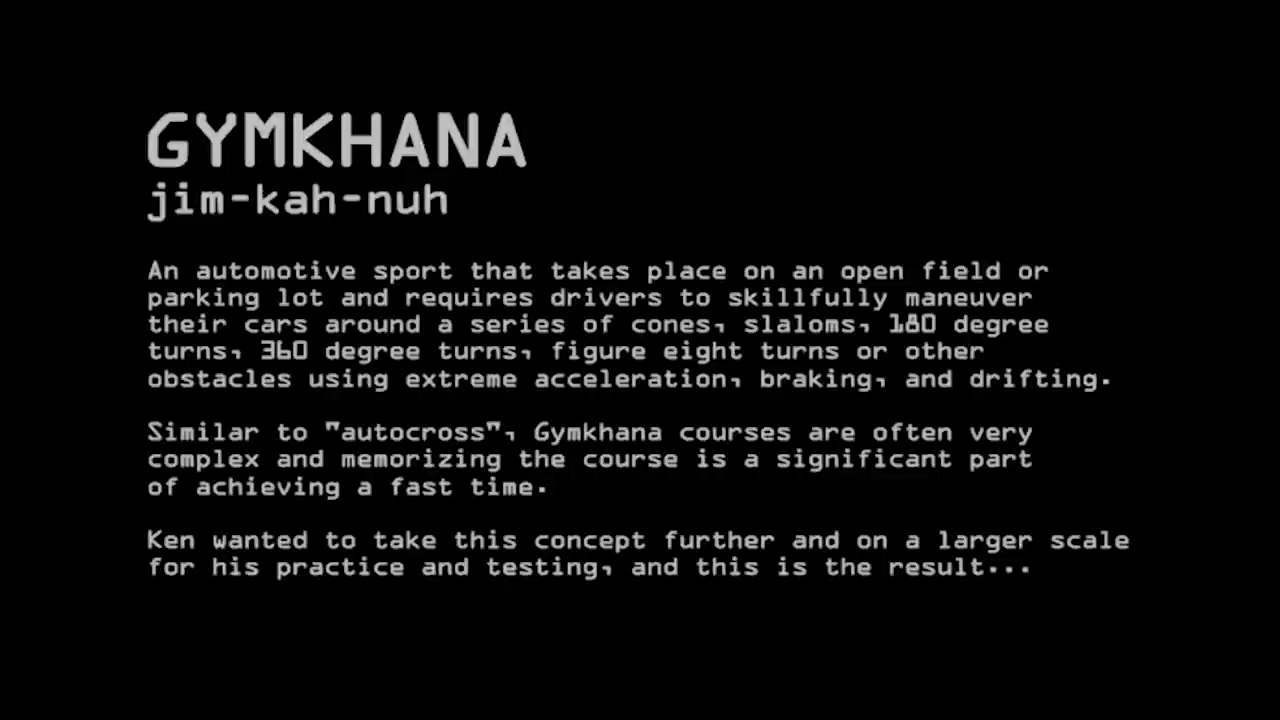 GYMKHANA
jim-kah-nuh
An automotive sport that takes place on an open field or
parking lot and requires drivers to skillfully maneuver
their cars around a series of cones, slaloms, 180 degree
turns, 360 degree turns, figure eight turns or other
obstacles using extreme acceleration, braking, and drifting.
Similar to "autocross", Gymkhana courses are often very
complex and memorizing the course is a significant part
of achieving a fast time.
Ken wanted to take this concept further and on a larger scale
for his practice and testing, and this is the result...